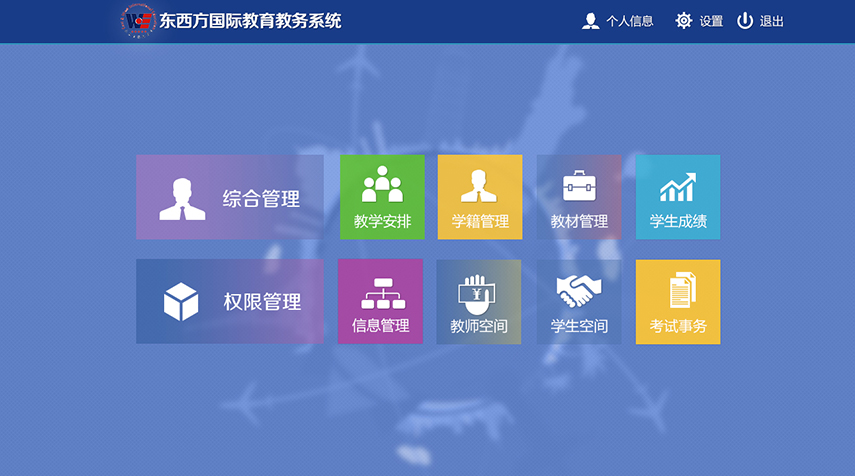 东西方国际教育教务系统
个人信息
设置
退出
综合管理
教学安排
学籍管理
教材管理
学生成绩
权限管理
信息管理
教师空间
学生空间
考试事务